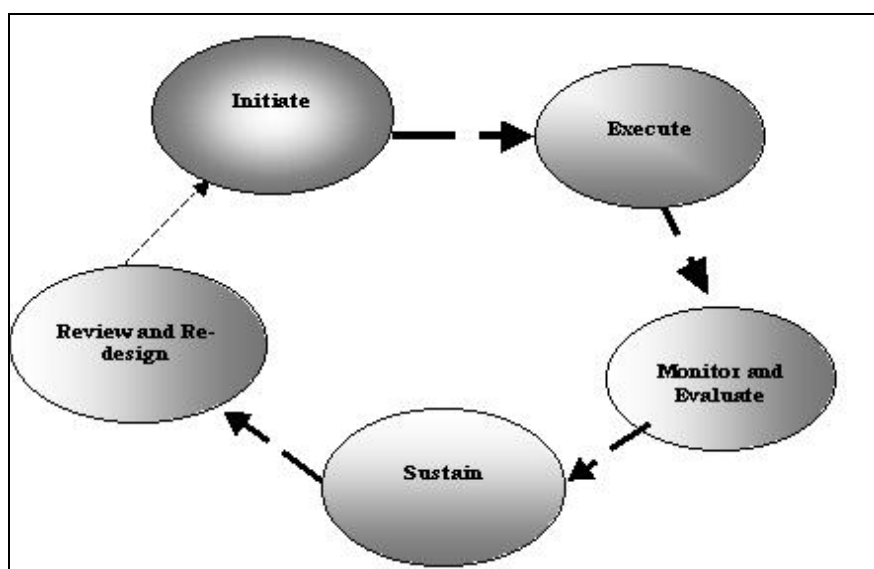 Initiate
Execute
Monitor and
Evaluate
Sustain
Review and Re-
design